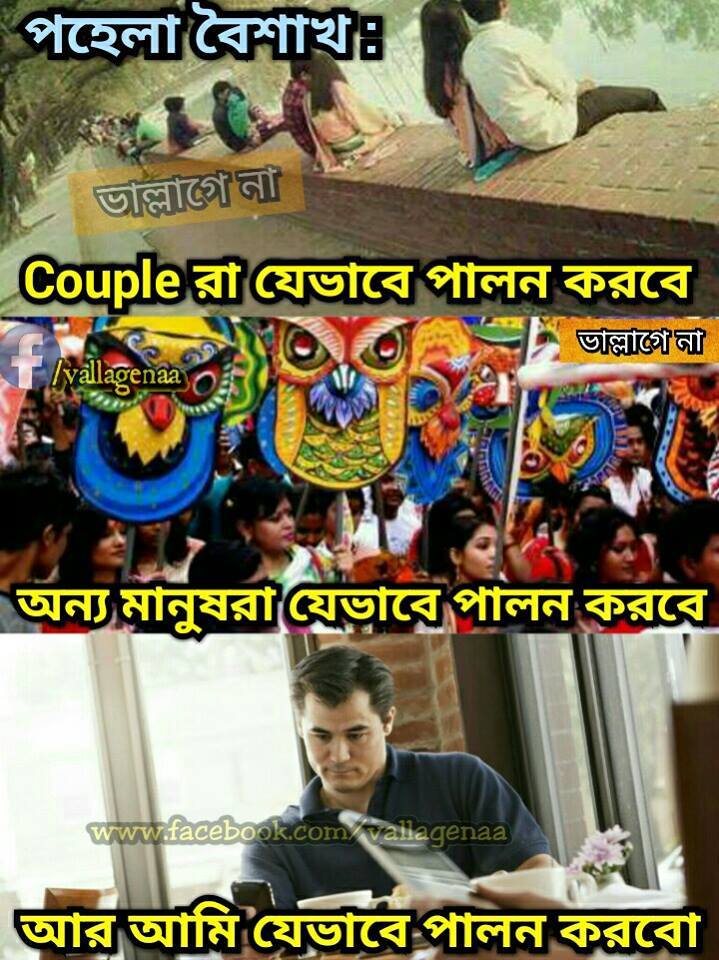 পহেলা বৈশাখ :
ভাল্লাগে না
Couple রা যেভাবে পালন করবে
ভাল্লাগে না
f /vallagenaa
অন্য মানুষরা যেভাবে পালন করবে
www.facebook.com/vallagenaa
আর আমি যেভাবে পালন করবো